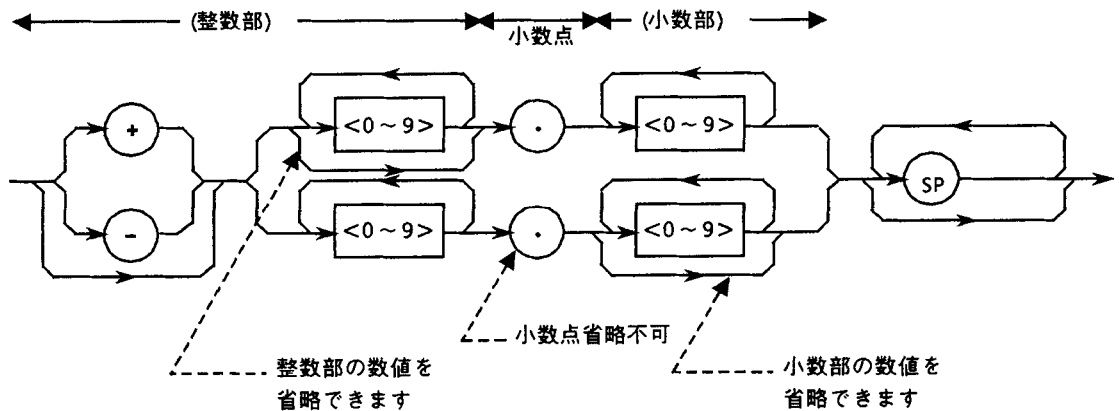 (整数部)
小数点
(小数部)
+
<0~9>
.
<0~9>
SP
-
<0~9>
.
<0~9>
小数点省略不可
整数部の数値を
省略できます
小数部の数値を
省略できます